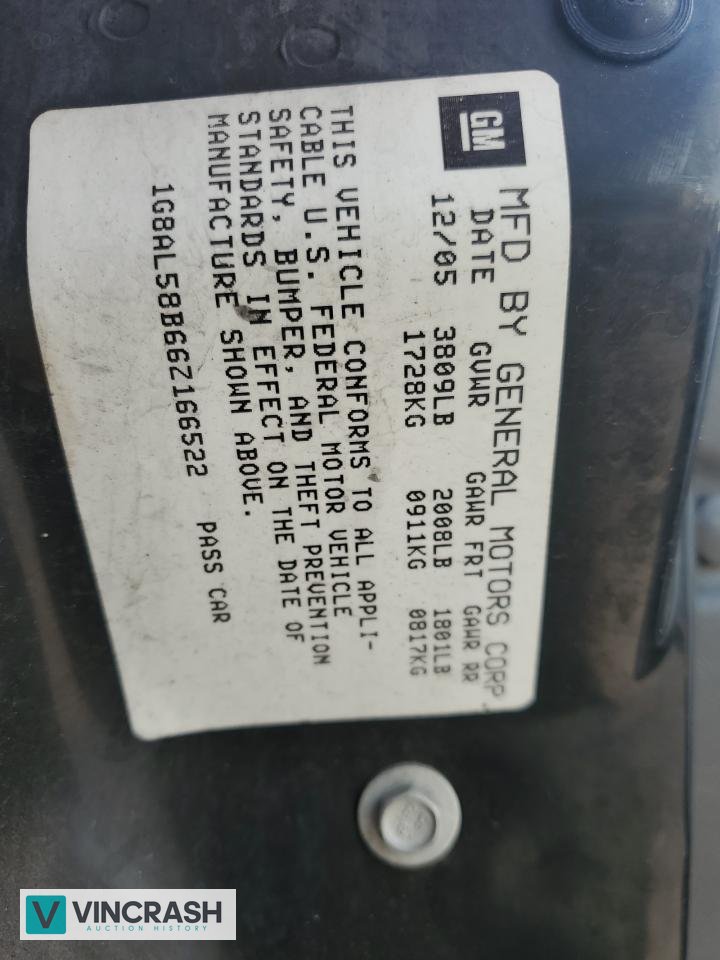 GM
MFD BY GENERAL MOTORS CORP
DATE GVWR GAWR FRT GAWR RR
12/05 3809LB 2008LB 1801LB
1728KG 0911KG 0817KG
THIS VEHICLE CONFORMS TO ALL APPLI-
CABLE U.S. FEDERAL MOTOR VEHICLE
SAFETY, BUMPER, AND THEFT PREVENTION
STANDARDS IN EFFECT ON THE DATE OF
MANUFACTURE SHOWN ABOVE.
1G8AL58B66Z166522 PASS CAR
V VINCRASH
AUCTION HISTORY